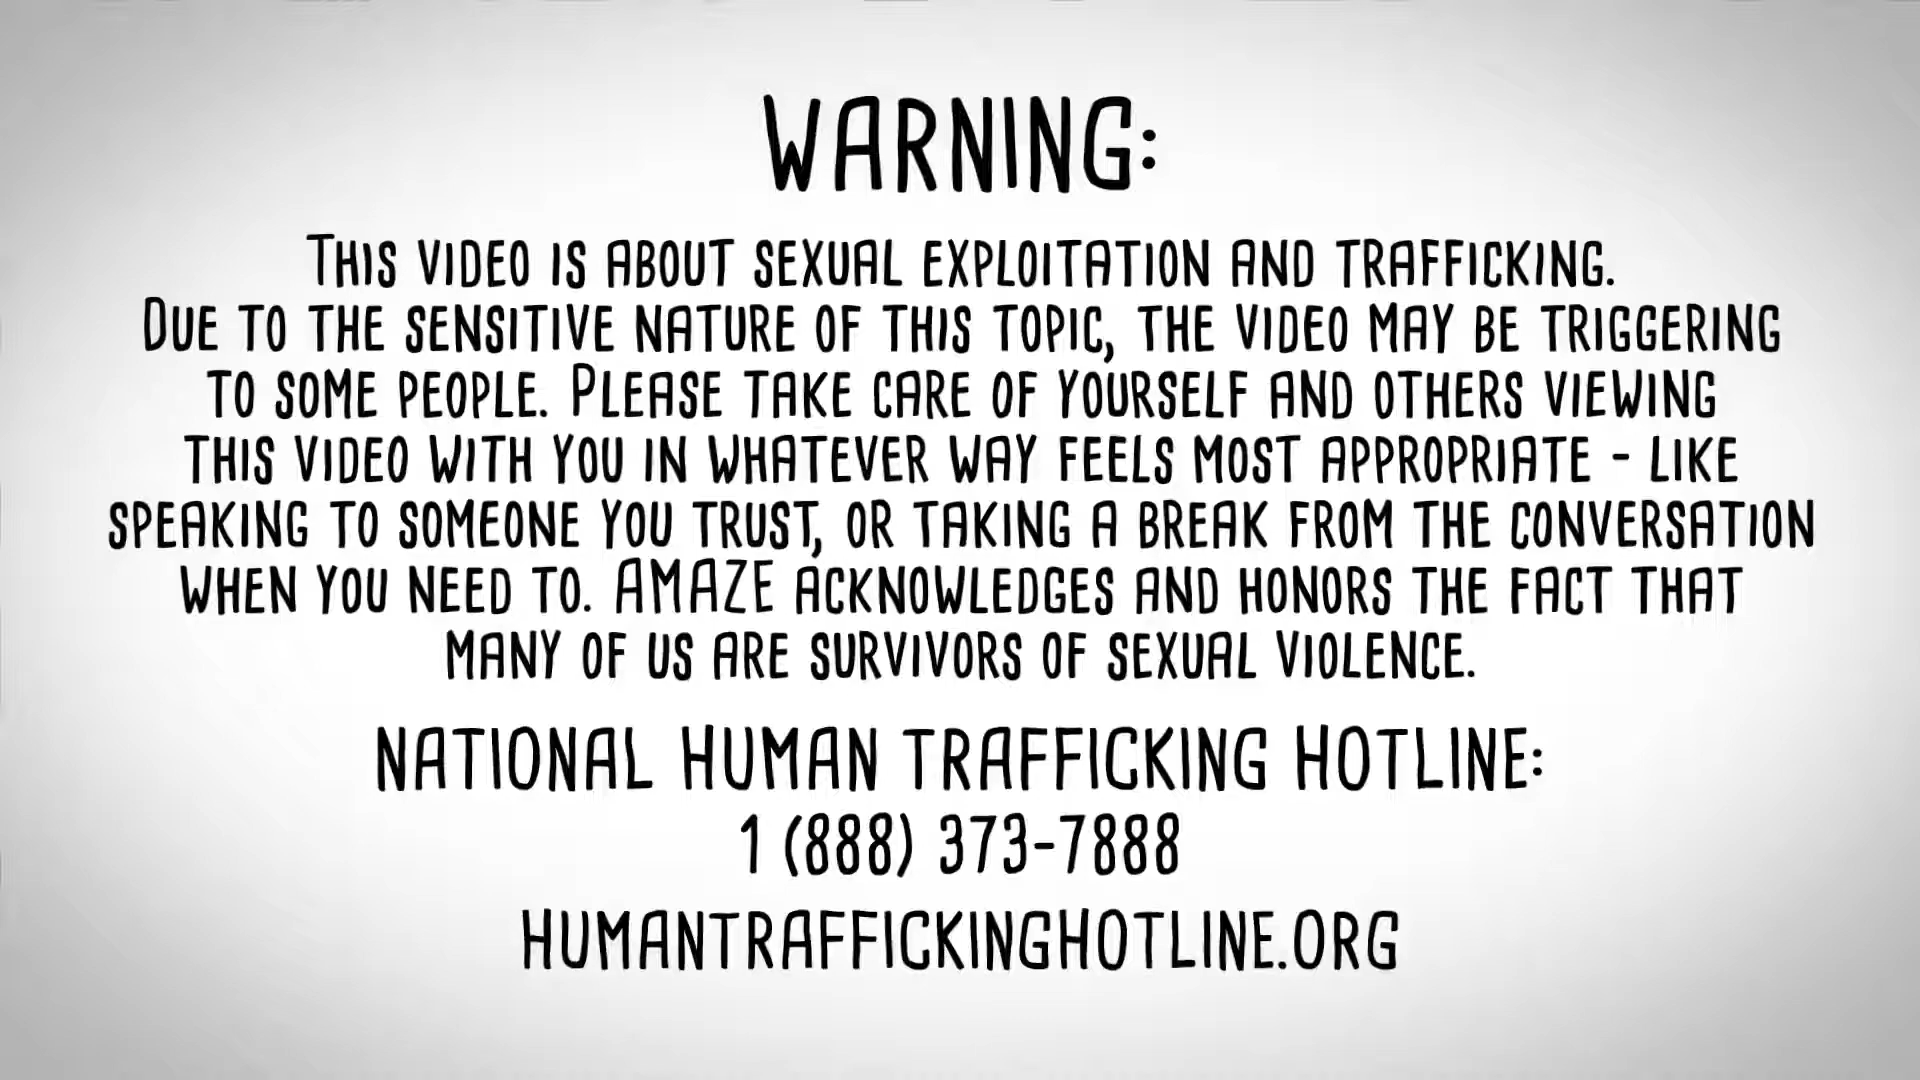 WARNING:
THIS VIDEO IS ABOUT SEXUAL EXPLOITATION AND TRAFFICKING.
DUE TO THE SENSITIVE NATURE OF THIS TOPIC, THE VIDEO MAY BE TRIGGERING
TO SOME PEOPLE. PLEASE TAKE CARE OF YOURSELF AND OTHERS VIEWING
THIS VIDEO WITH YOU IN WHATEVER WAY FEELS MOST APPROPRIATE - LIKE
SPEAKING TO SOMEONE YOU TRUST, OR TAKING A BREAK FROM THE CONVERSATION
WHEN YOU NEED TO. AMAZE ACKNOWLEDGES AND HONORS THE FACT THAT
MANY OF US ARE SURVIVORS OF SEXUAL VIOLENCE.
NATIONAL HUMAN TRAFFICKING HOTLINE:
1 (888) 373-7888
HUMANTRAFFICKINGHOTLINE.ORG